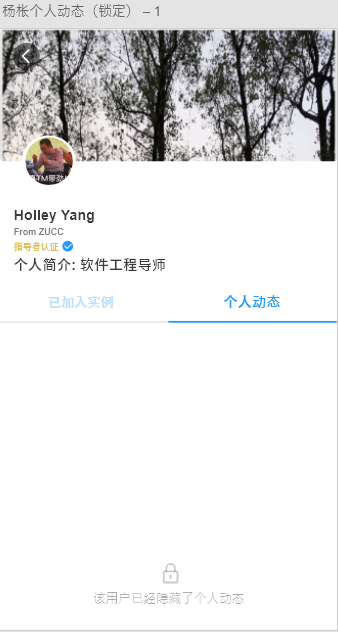 杨枨个人动态（锁定） – 1
Holley Yang
From ZUCC
指导者认证
个人简介: 软件工程导师
已加入实例
个人动态
该用户已经隐藏了个人动态